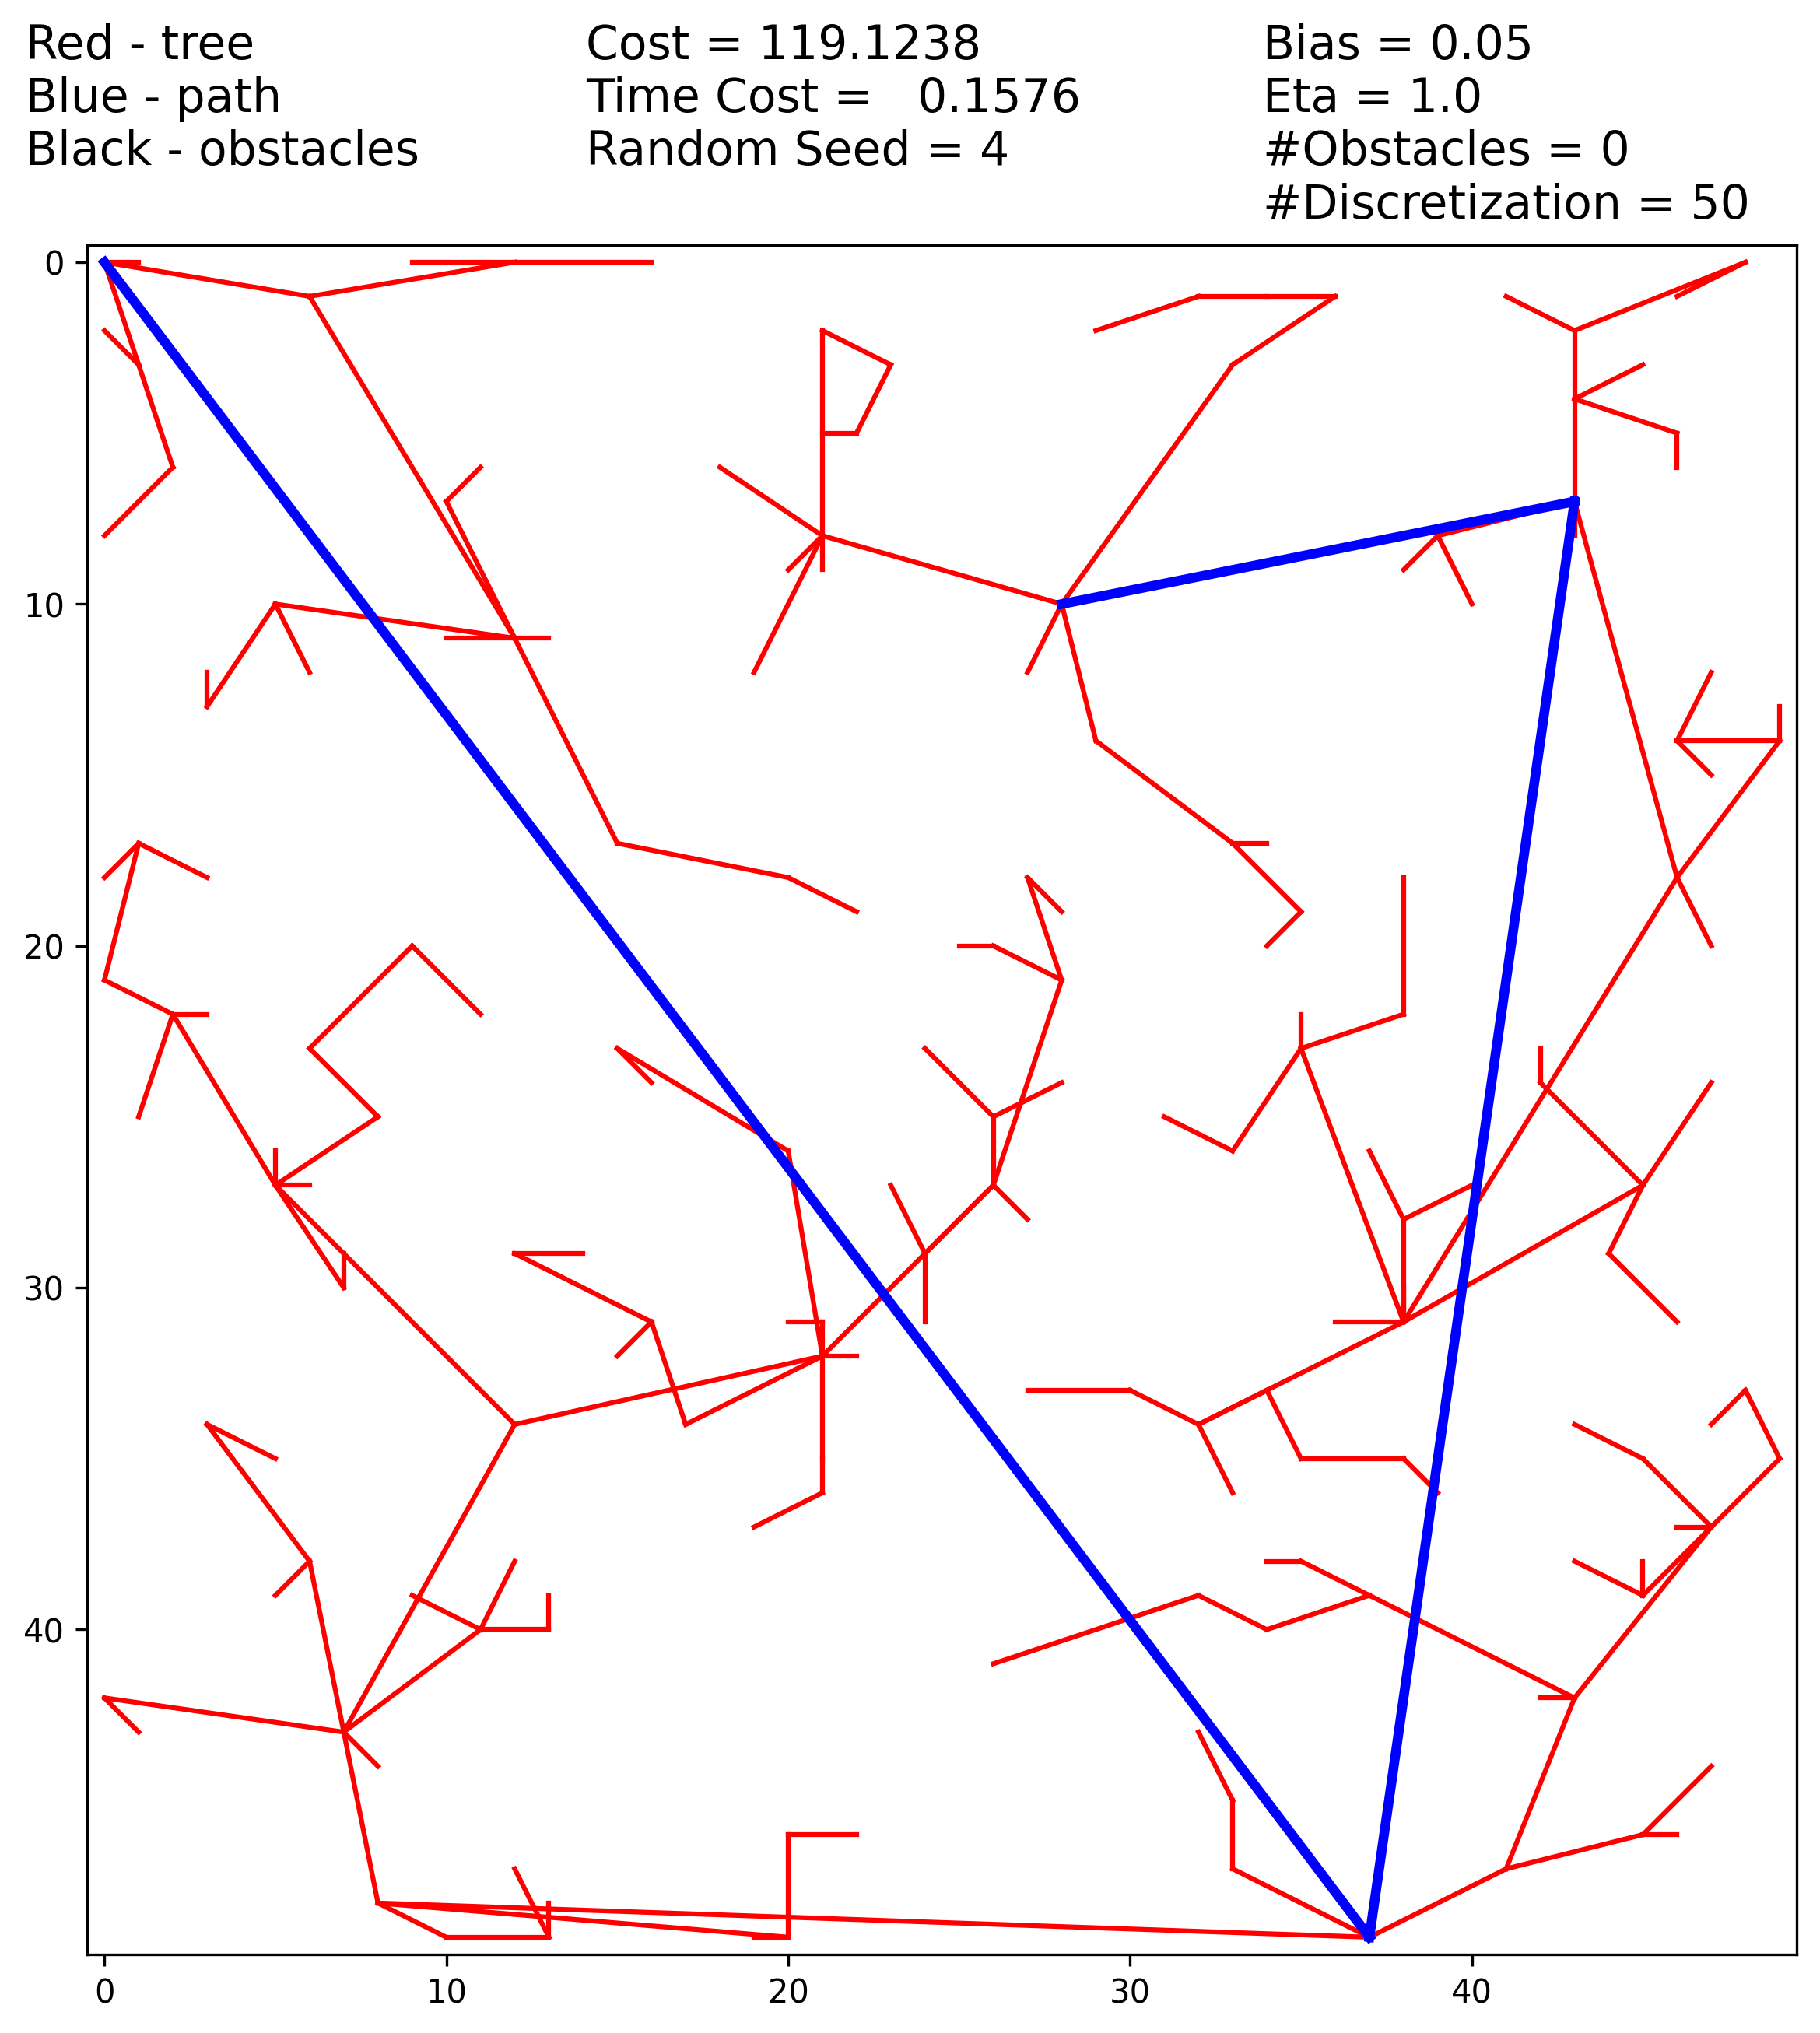 Red - tree
Blue - path
Black - obstacles
Cost = 119.1238
Time Cost =   0.1576
Random Seed = 4
Bias = 0.05
Eta = 1.0
#Obstacles = 0
#Discretization = 50
0
10
20
30
40
0
10
20
30
40